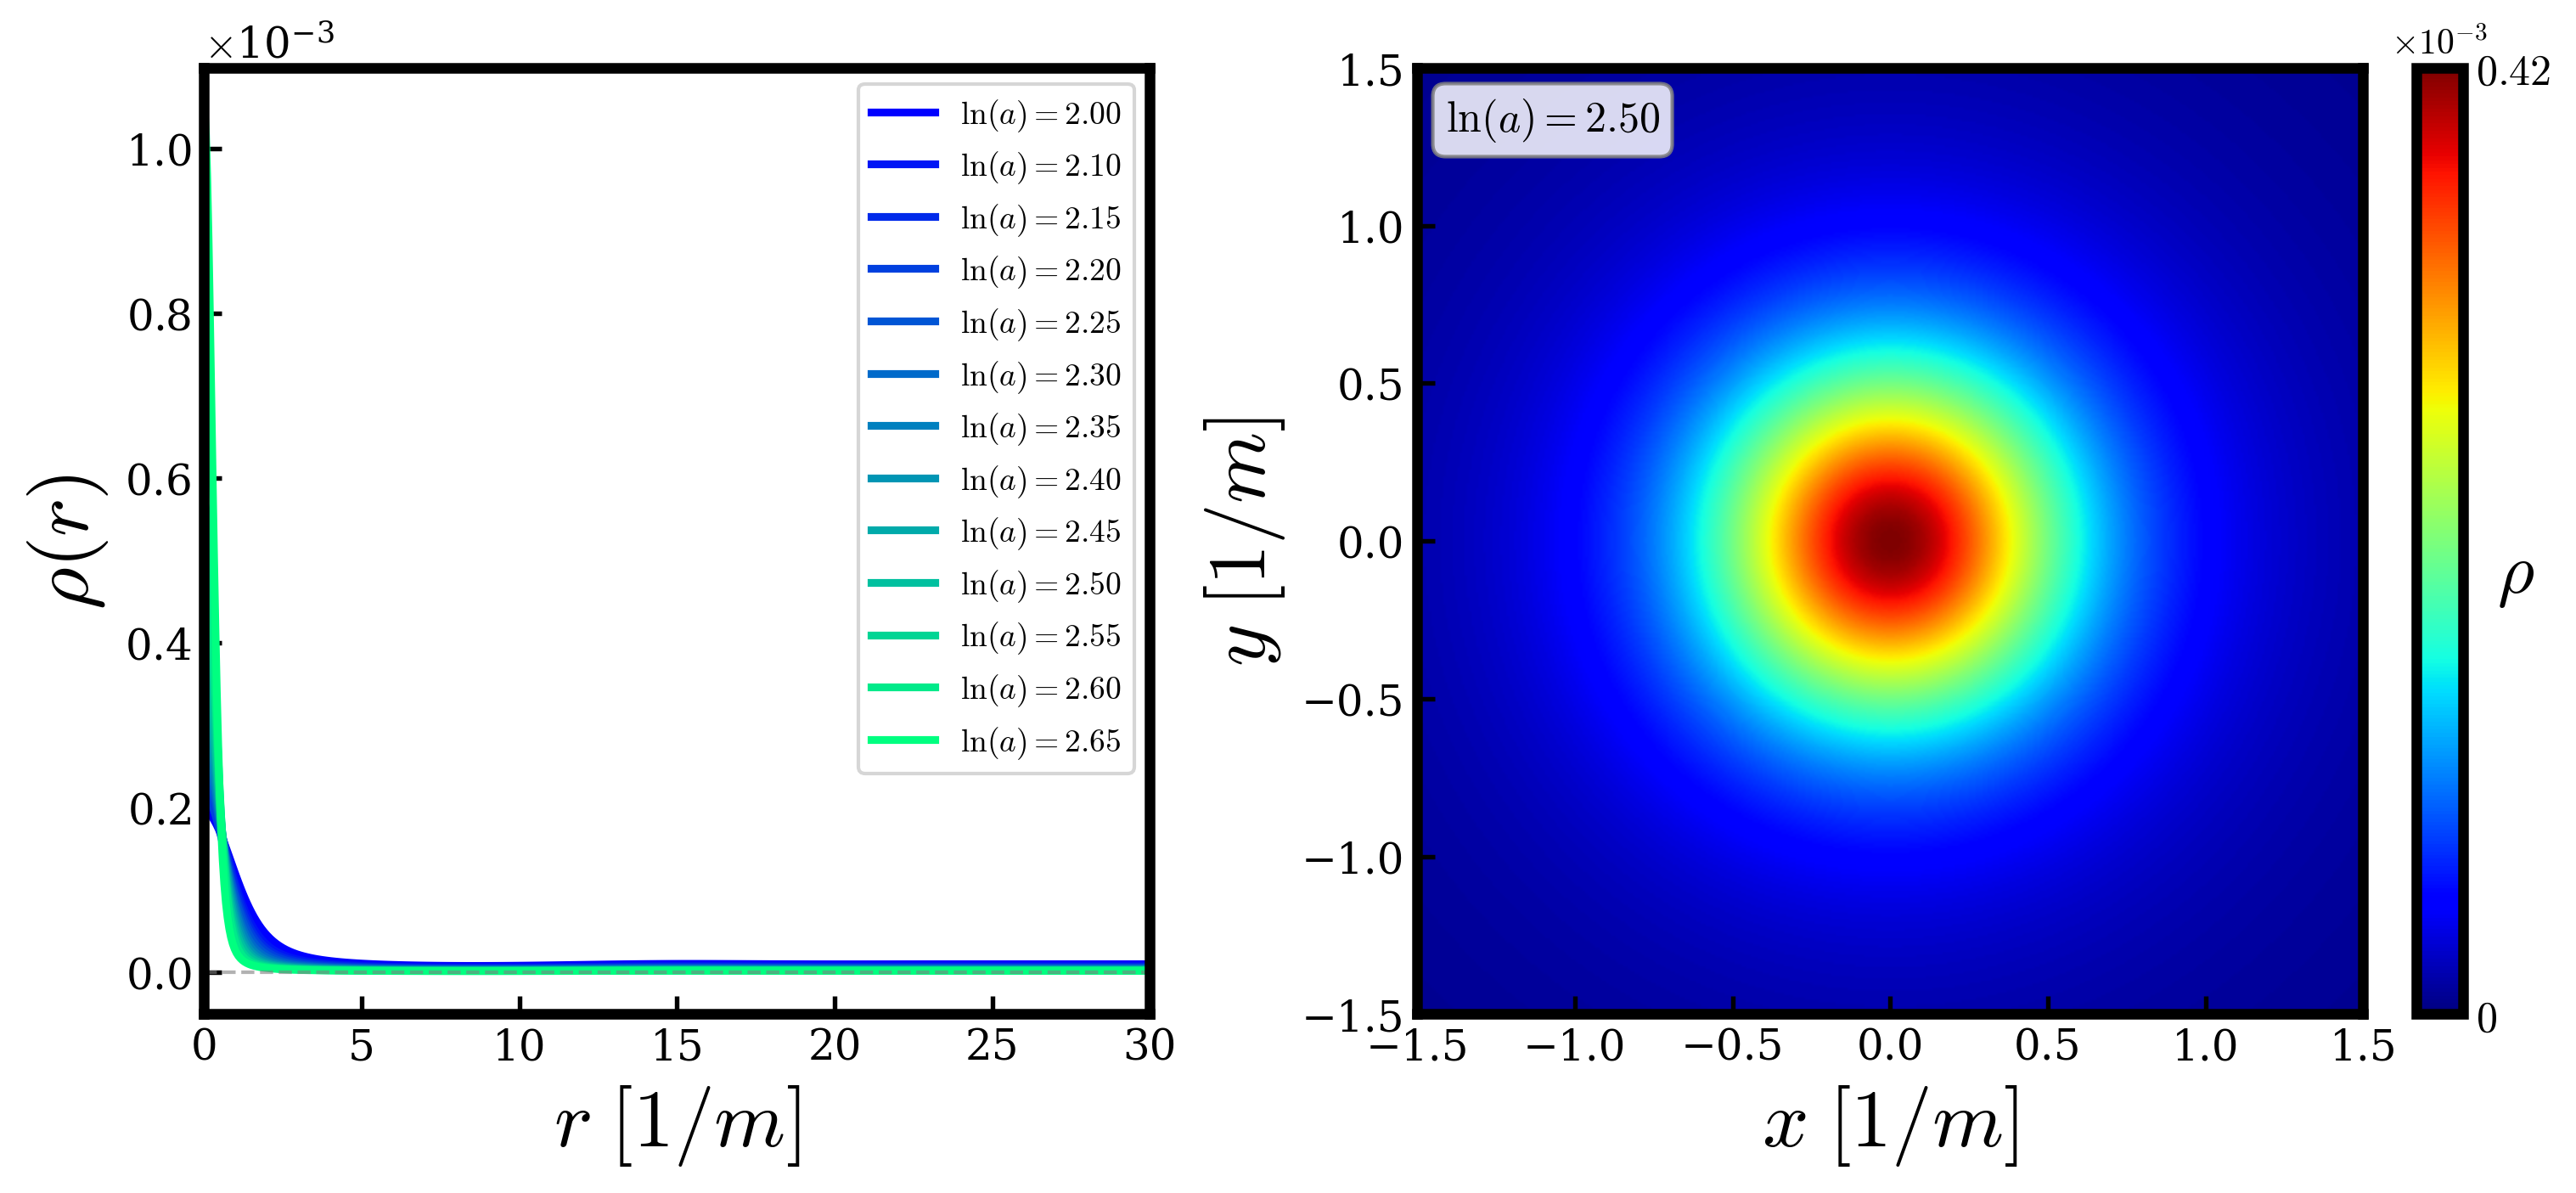 ×10⁻³
ρ(r)
1.0
0.8
0.6
0.4
0.2
0.0
0 5 10 15 20 25 30
r [1/m]
ln(a) = 2.00
ln(a) = 2.10
ln(a) = 2.15
ln(a) = 2.20
ln(a) = 2.25
ln(a) = 2.30
ln(a) = 2.35
ln(a) = 2.40
ln(a) = 2.45
ln(a) = 2.50
ln(a) = 2.55
ln(a) = 2.60
ln(a) = 2.65
y [1/m]
1.5
1.0
0.5
0.0
−0.5
−1.0
−1.5
ln(a) = 2.50
−1.5 −1.0 −0.5 0.0 0.5 1.0 1.5
x [1/m]
×10⁻³
0.42
ρ
0